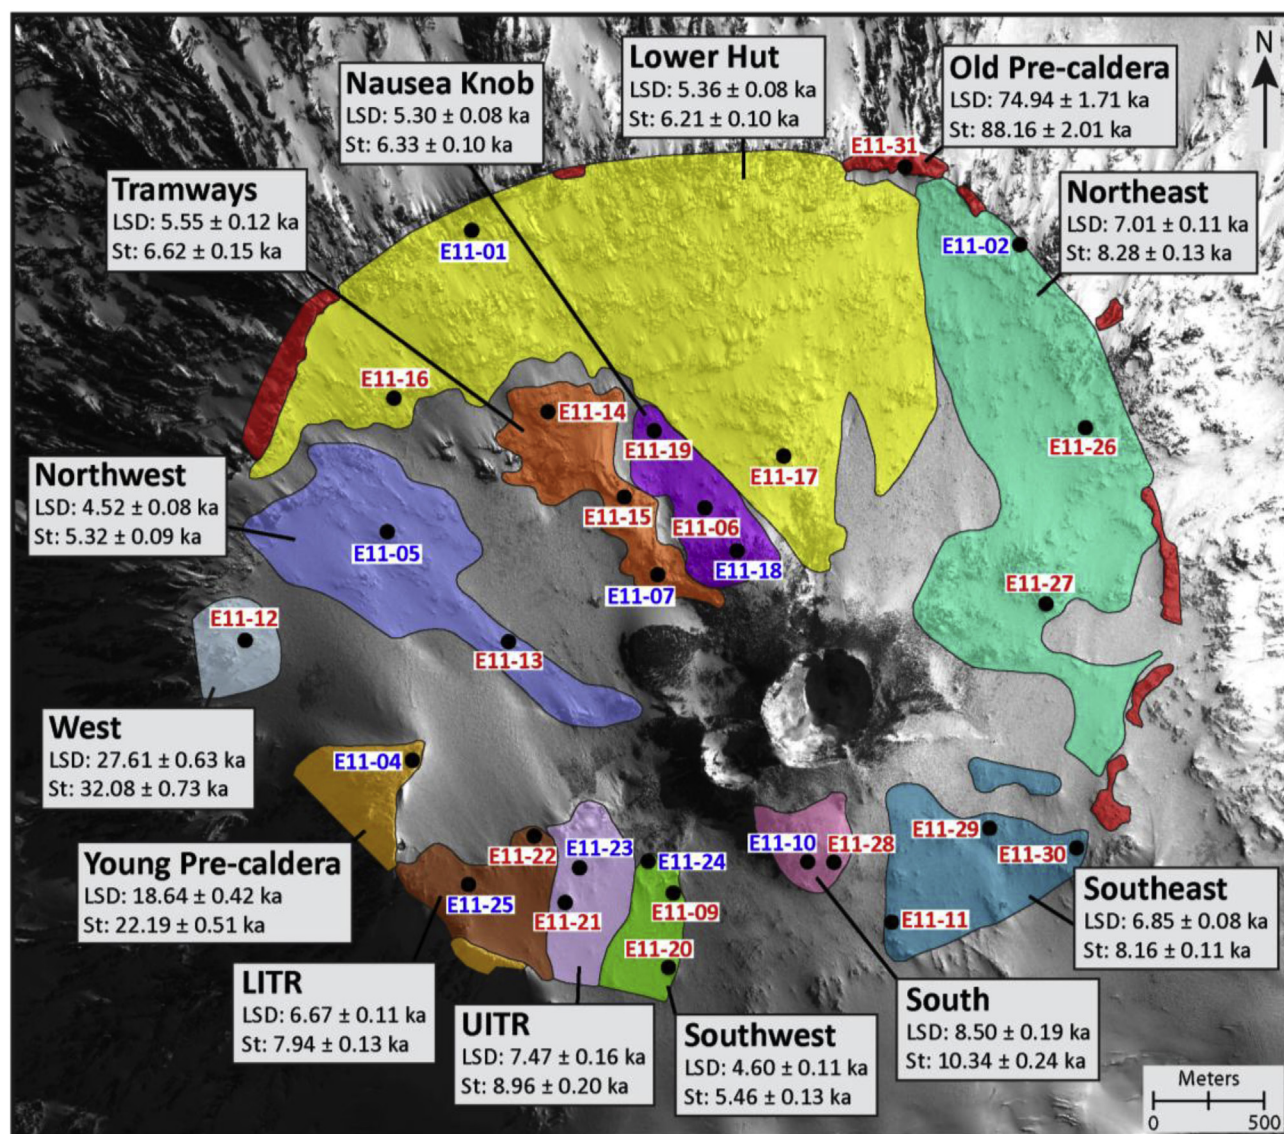 Lower Hut
LSD: 5.36 ± 0.08 ka
St: 6.21 ± 0.10 ka
Old Pre-caldera
LSD: 74.94 ± 1.71 ka
St: 88.16 ± 2.01 ka
N
Nausea Knob
LSD: 5.30 ± 0.08 ka
St: 6.33 ± 0.10 ka
Tramways
LSD: 5.55 ± 0.12 ka
St: 6.62 ± 0.15 ka
Northeast
LSD: 7.01 ± 0.11 ka
St: 8.28 ± 0.13 ka
E11-31
E11-01
E11-02
E11-16
E11-14
E11-19
E11-17
E11-26
Northwest
LSD: 4.52 ± 0.08 ka
St: 5.32 ± 0.09 ka
E11-15
E11-06
E11-05
E11-18
E11-07
E11-27
E11-12
E11-13
West
LSD: 27.61 ± 0.63 ka
St: 32.08 ± 0.73 ka
E11-04
Young Pre-caldera
LSD: 18.64 ± 0.42 ka
St: 22.19 ± 0.51 ka
E11-22
E11-23
E11-24
E11-10
E11-28
E11-29
E11-30
E11-25
E11-21
E11-09
E11-20
E11-11
Southeast
LSD: 6.85 ± 0.08 ka
St: 8.16 ± 0.11 ka
LITR
LSD: 6.67 ± 0.11 ka
St: 7.94 ± 0.13 ka
UITR
LSD: 7.47 ± 0.16 ka
St: 8.96 ± 0.20 ka
Southwest
LSD: 4.60 ± 0.11 ka
St: 5.46 ± 0.13 ka
South
LSD: 8.50 ± 0.19 ka
St: 10.34 ± 0.24 ka
Meters
0 500